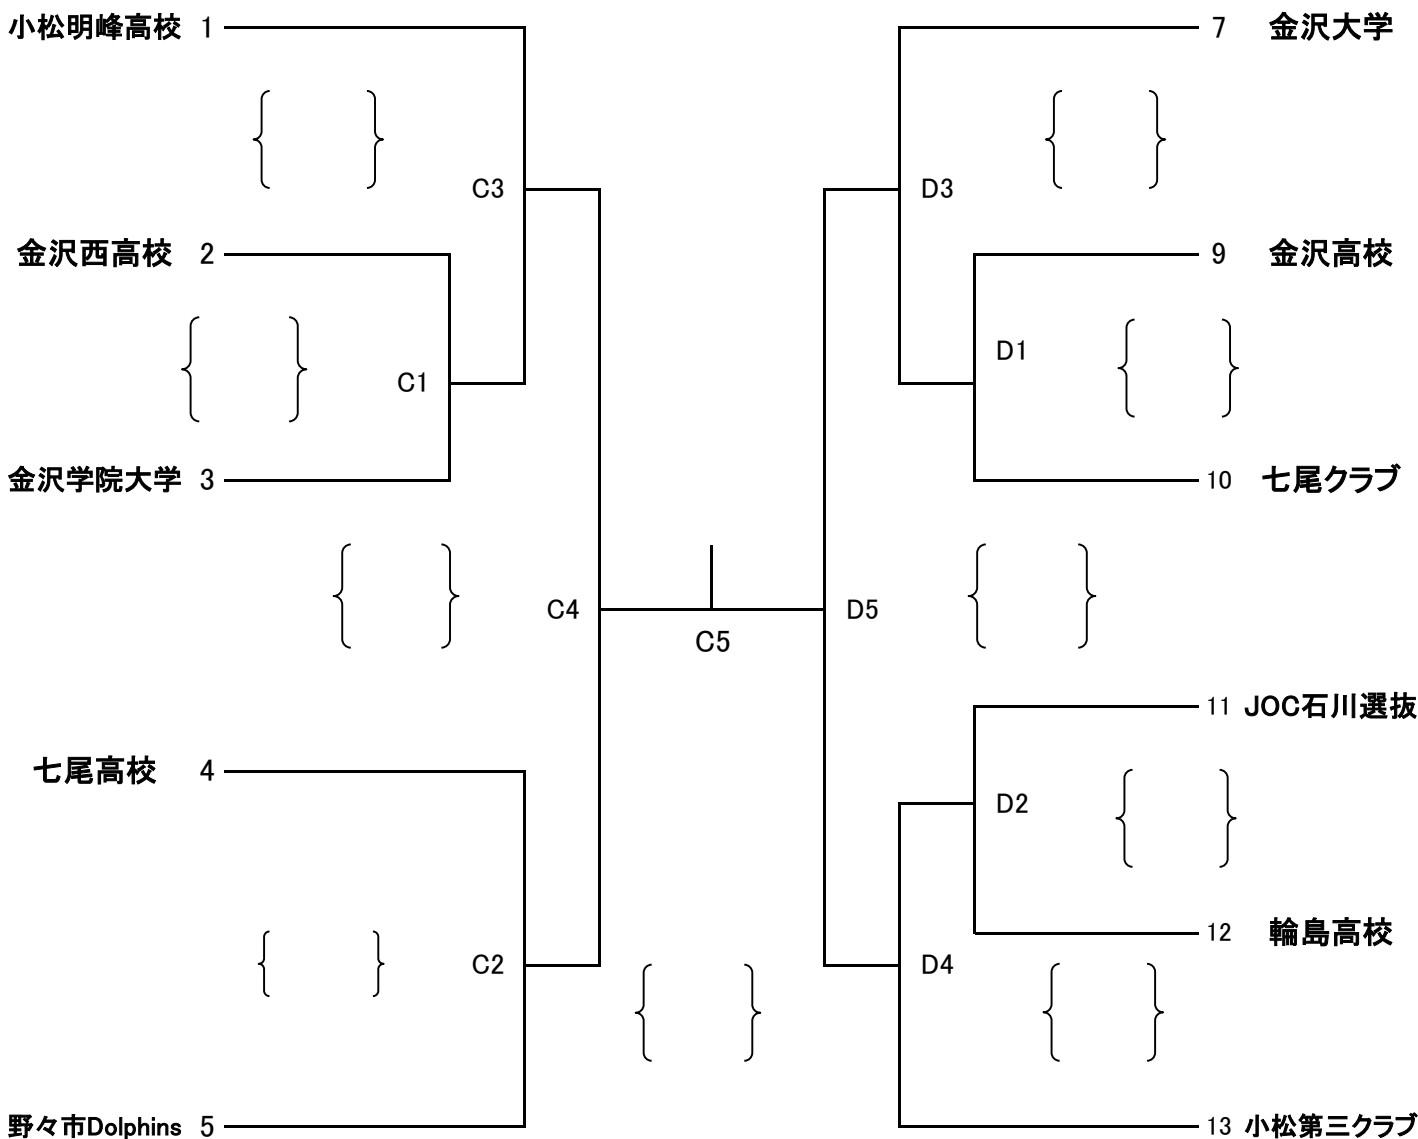 小松明峰高校 1
7 金沢大学
C3
D3
金沢西高校 2
9 金沢高校
D1
C1
金沢学院大学 3
10 七尾クラブ
C4
D5
C5
11 JOC石川選抜
七尾高校 4
D2
12 輪島高校
C2
D4
野々市Dolphins 5
13 小松第三クラブ